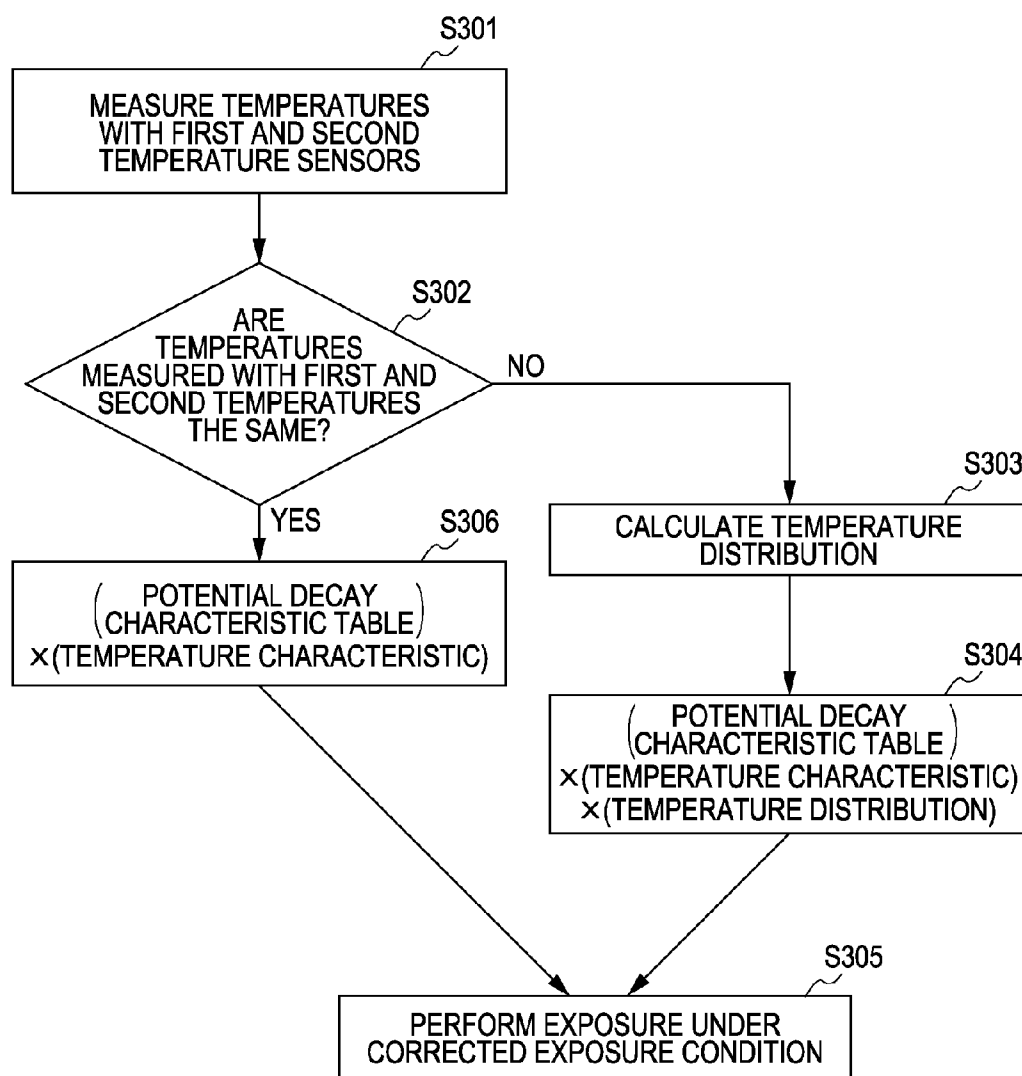 S301
MEASURE TEMPERATURES
WITH FIRST AND SECOND
TEMPERATURE SENSORS
S302
ARE
TEMPERATURES
MEASURED WITH FIRST AND
SECOND TEMPERATURES
THE SAME?
NO
YES
S303
CALCULATE TEMPERATURE
DISTRIBUTION
S306
(POTENTIAL DECAY
CHARACTERISTIC TABLE)
×(TEMPERATURE CHARACTERISTIC)
S304
(POTENTIAL DECAY
CHARACTERISTIC TABLE)
×(TEMPERATURE CHARACTERISTIC)
×(TEMPERATURE DISTRIBUTION)
S305
PERFORM EXPOSURE UNDER
CORRECTED EXPOSURE CONDITION